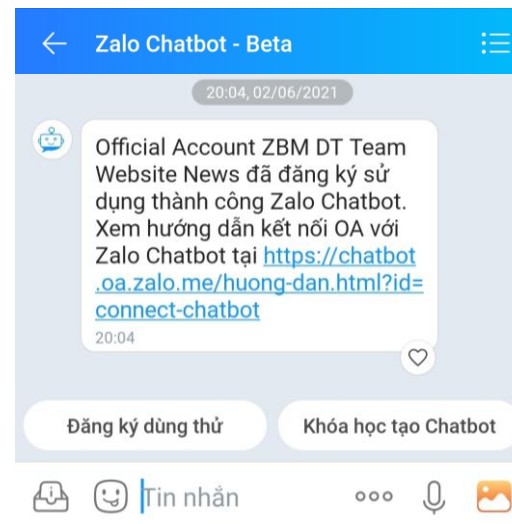 Zalo Chatbot - Beta
20:04, 02/06/2021
Official Account ZBM DT Team
Website News đã đăng ký sử
dụng thành công Zalo Chatbot.
Xem hướng dẫn kết nối OA với
Zalo Chatbot tại https://chatbot
.oa.zalo.me/huong-dan.html?id=
connect-chatbot
20:04
Đăng ký dùng thử
Khóa học tạo Chatbot
Tin nhắn